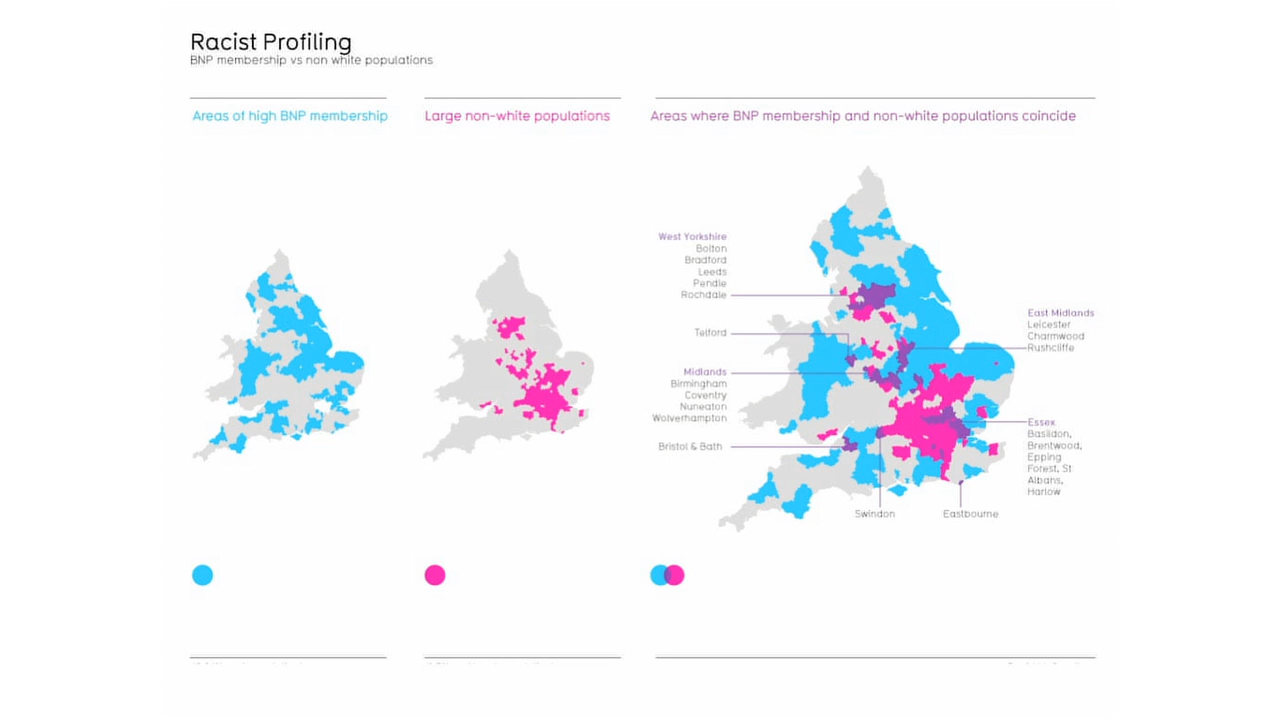 Racist Profiling
BNP membership vs non white populations
Areas of high BNP membership
Large non-white populations
Areas where BNP membership and non-white populations coincide
West Yorkshire
Bolton
Bradford
Leeds
Pendle
Rochdale
Telford
Midlands
Birmingham
Coventry
Nuneaton
Wolverhampton
Bristol & Bath
Swindon
Eastbourne
East Midlands
Leicester
Charnwood
Rushcliffe
Essex
Basildon,
Brentwood,
Epping
Forest, St
Albans,
Harlow